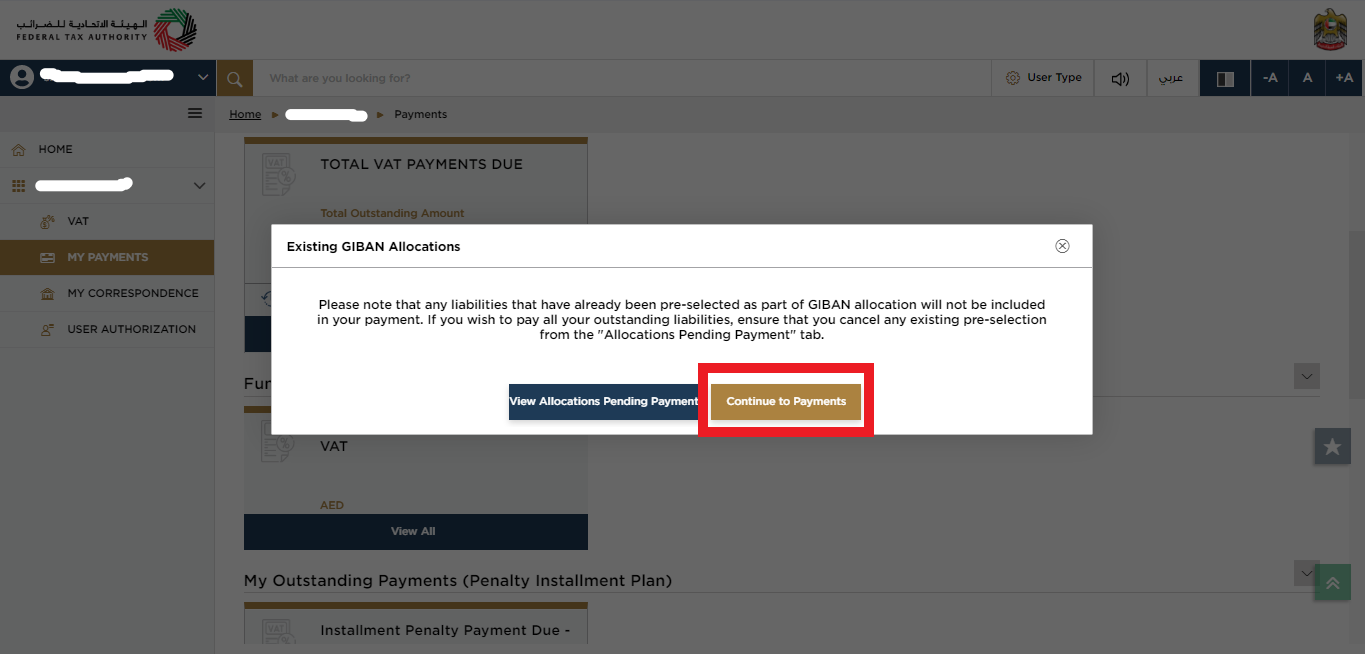 الهيئة الاتحادية للضرائب
FEDERAL TAX AUTHORITY
What are you looking for?
User Type
عربي
-A
A
+A
Home
Payments
HOME
VAT
MY PAYMENTS
MY CORRESPONDENCE
USER AUTHORIZATION
VAT
TOTAL VAT PAYMENTS DUE
Total Outstanding Amount
Existing GIBAN Allocations
Please note that any liabilities that have already been pre-selected as part of GIBAN allocation will not be included
in your payment. If you wish to pay all your outstanding liabilities, ensure that you cancel any existing pre-selection
from the "Allocations Pending Payment" tab.
View Allocations Pending Payment
Continue to Payments
VAT
AED
View All
My Outstanding Payments (Penalty Installment Plan)
VAT
Installment Penalty Payment Due -